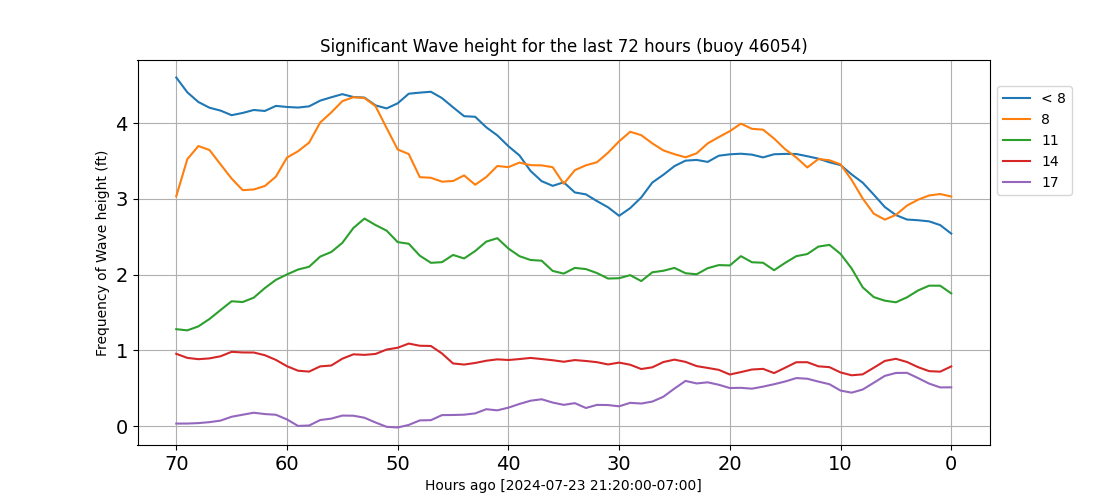 Significant Wave height for the last 72 hours (buoy 46054)
Frequency of Wave height (ft)
4
3
2
1
0
70 60 50 40 30 20 10 0
Hours ago [2024-07-23 21:20:00-07:00]
< 8
8
11
14
17